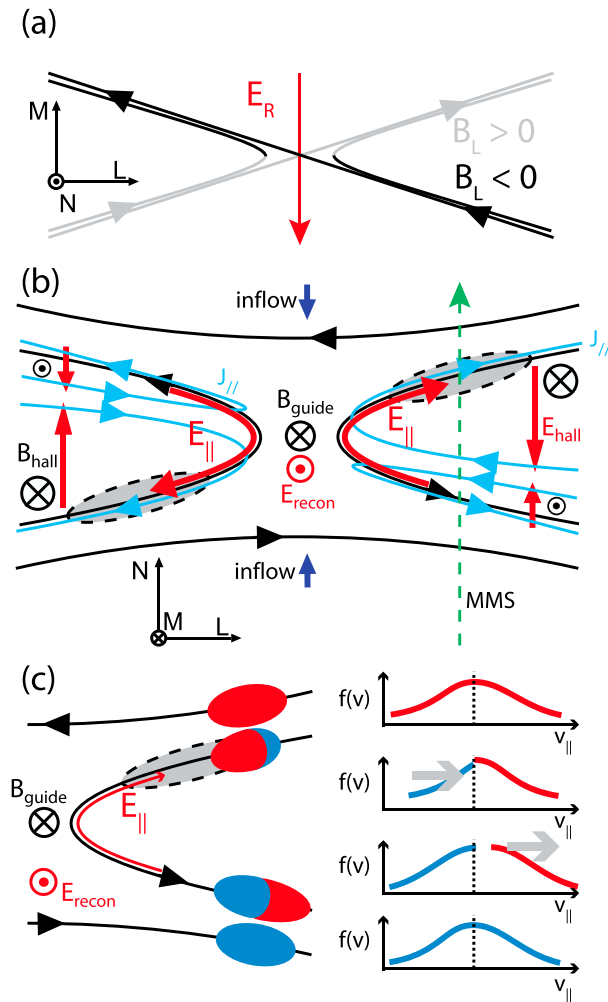 (a)
M
E_R
B_L > 0
L
B_L < 0
N
(b)
inflow
J_//
J_//
B_guide
E_||
E_||
E_hall
B_hall
E_recon
N
inflow
M
L
MMS
(c)
f(v)
v_||
B_guide
E_||
f(v)
v_||
E_recon
f(v)
v_||
f(v)
v_||